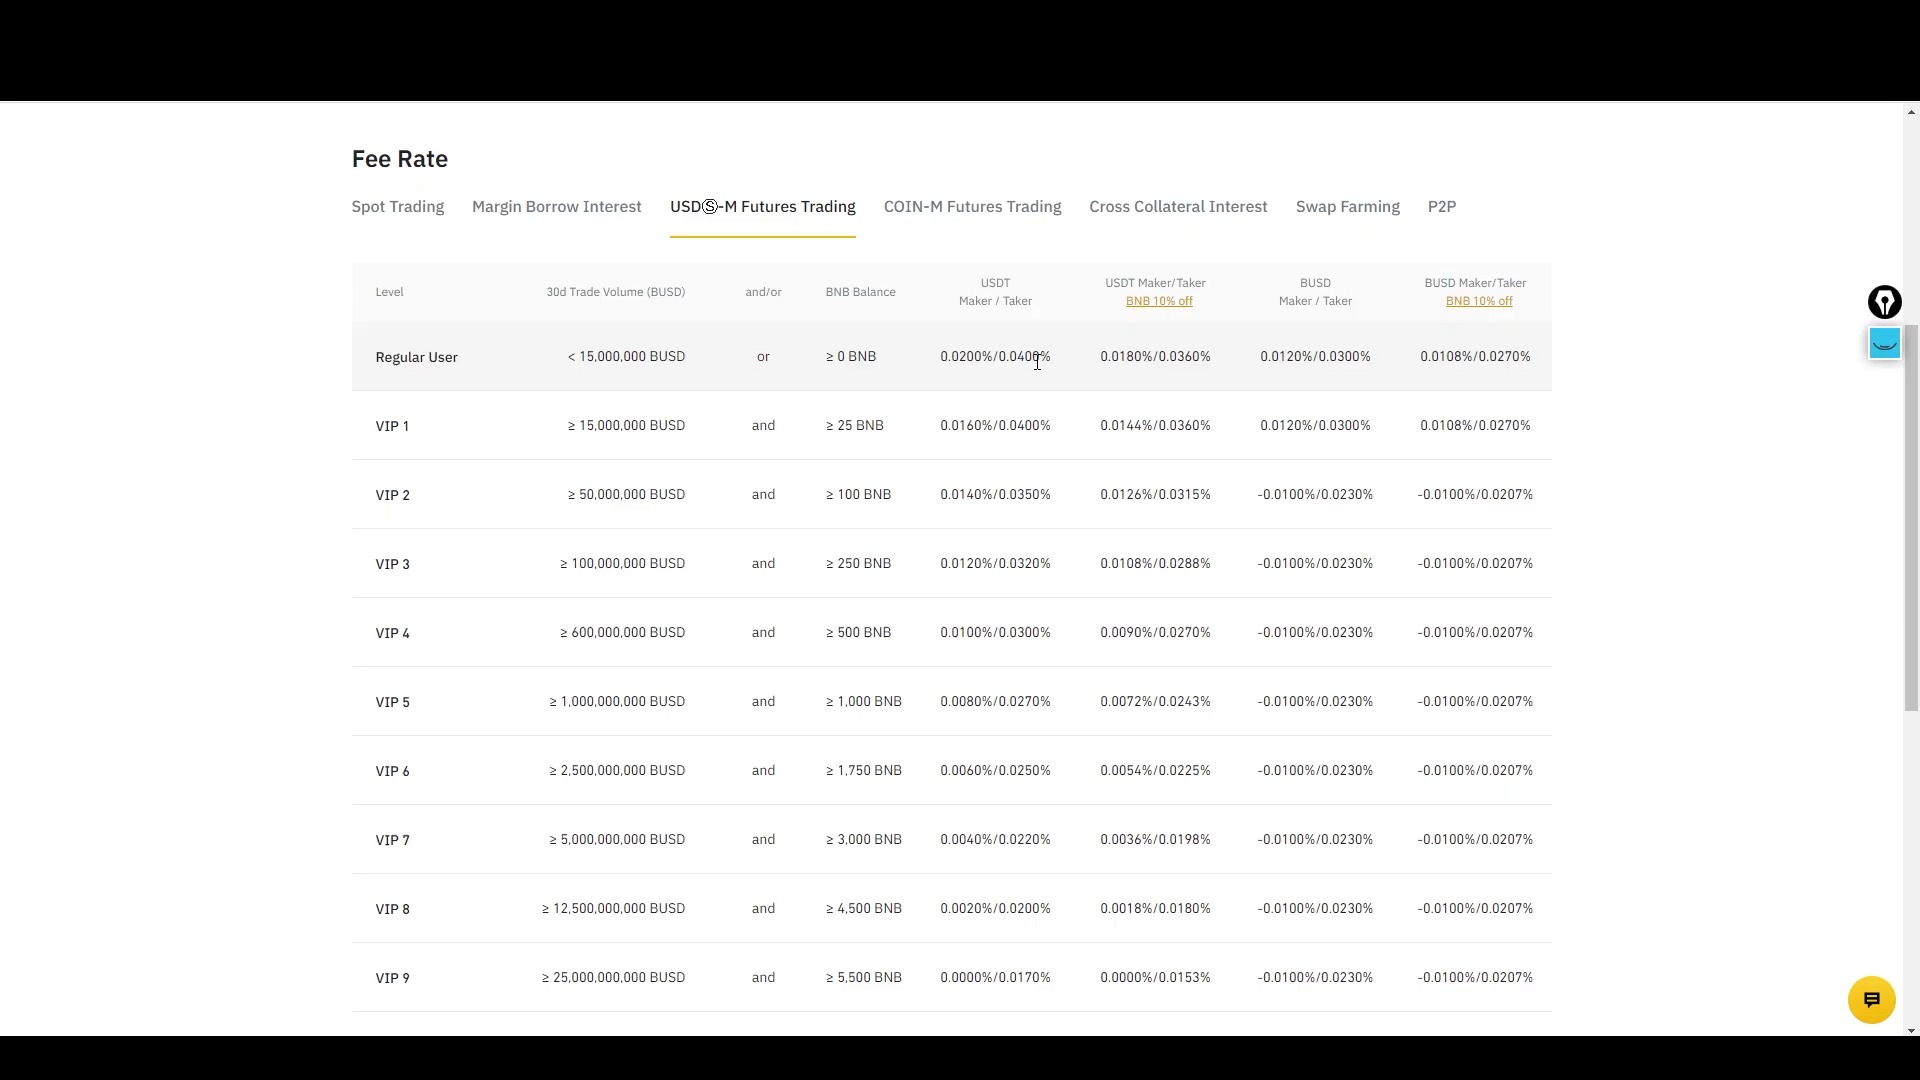 Fee Rate
Spot Trading Margin Borrow Interest USDⓈ-M Futures Trading COIN-M Futures Trading Cross Collateral Interest Swap Farming P2P
Level 30d Trade Volume (BUSD) and/or BNB Balance USDT Maker / Taker USDT Maker/Taker BNB 10% off BUSD Maker / Taker BUSD Maker/Taker BNB 10% off
Regular User < 15,000,000 BUSD or ≥ 0 BNB 0.0200%/0.0400% 0.0180%/0.0360% 0.0120%/0.0300% 0.0108%/0.0270%
VIP 1 ≥ 15,000,000 BUSD and ≥ 25 BNB 0.0160%/0.0400% 0.0144%/0.0360% 0.0120%/0.0300% 0.0108%/0.0270%
VIP 2 ≥ 50,000,000 BUSD and ≥ 100 BNB 0.0140%/0.0350% 0.0126%/0.0315% -0.0100%/0.0230% -0.0100%/0.0207%
VIP 3 ≥ 100,000,000 BUSD and ≥ 250 BNB 0.0120%/0.0320% 0.0108%/0.0288% -0.0100%/0.0230% -0.0100%/0.0207%
VIP 4 ≥ 600,000,000 BUSD and ≥ 500 BNB 0.0100%/0.0300% 0.0090%/0.0270% -0.0100%/0.0230% -0.0100%/0.0207%
VIP 5 ≥ 1,000,000,000 BUSD and ≥ 1,000 BNB 0.0080%/0.0270% 0.0072%/0.0243% -0.0100%/0.0230% -0.0100%/0.0207%
VIP 6 ≥ 2,500,000,000 BUSD and ≥ 1,750 BNB 0.0060%/0.0250% 0.0054%/0.0225% -0.0100%/0.0230% -0.0100%/0.0207%
VIP 7 ≥ 5,000,000,000 BUSD and ≥ 3,000 BNB 0.0040%/0.0220% 0.0036%/0.0198% -0.0100%/0.0230% -0.0100%/0.0207%
VIP 8 ≥ 12,500,000,000 BUSD and ≥ 4,500 BNB 0.0020%/0.0200% 0.0018%/0.0180% -0.0100%/0.0230% -0.0100%/0.0207%
VIP 9 ≥ 25,000,000,000 BUSD and ≥ 5,500 BNB 0.0000%/0.0170% 0.0000%/0.0153% -0.0100%/0.0230% -0.0100%/0.0207%